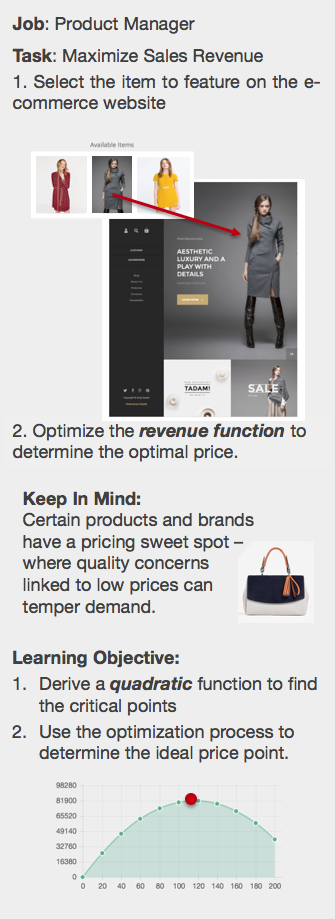 Job: Product Manager
Task: Maximize Sales Revenue
1. Select the item to feature on the e-
commerce website
Available Items
AESTHETIC
LUXURY AND A
PLAY WITH
DETAILS
TADAM!
SALE
2. Optimize the revenue function to
determine the optimal price.
Keep In Mind:
Certain products and brands
have a pricing sweet spot –
where quality concerns
linked to low prices can
temper demand.
Learning Objective:
1. Derive a quadratic function to find
the critical points
2. Use the optimization process to
determine the ideal price point.
98280
81900
65520
49140
32760
16380
0
0 20 40 60 80 100 120 140 160 180 200